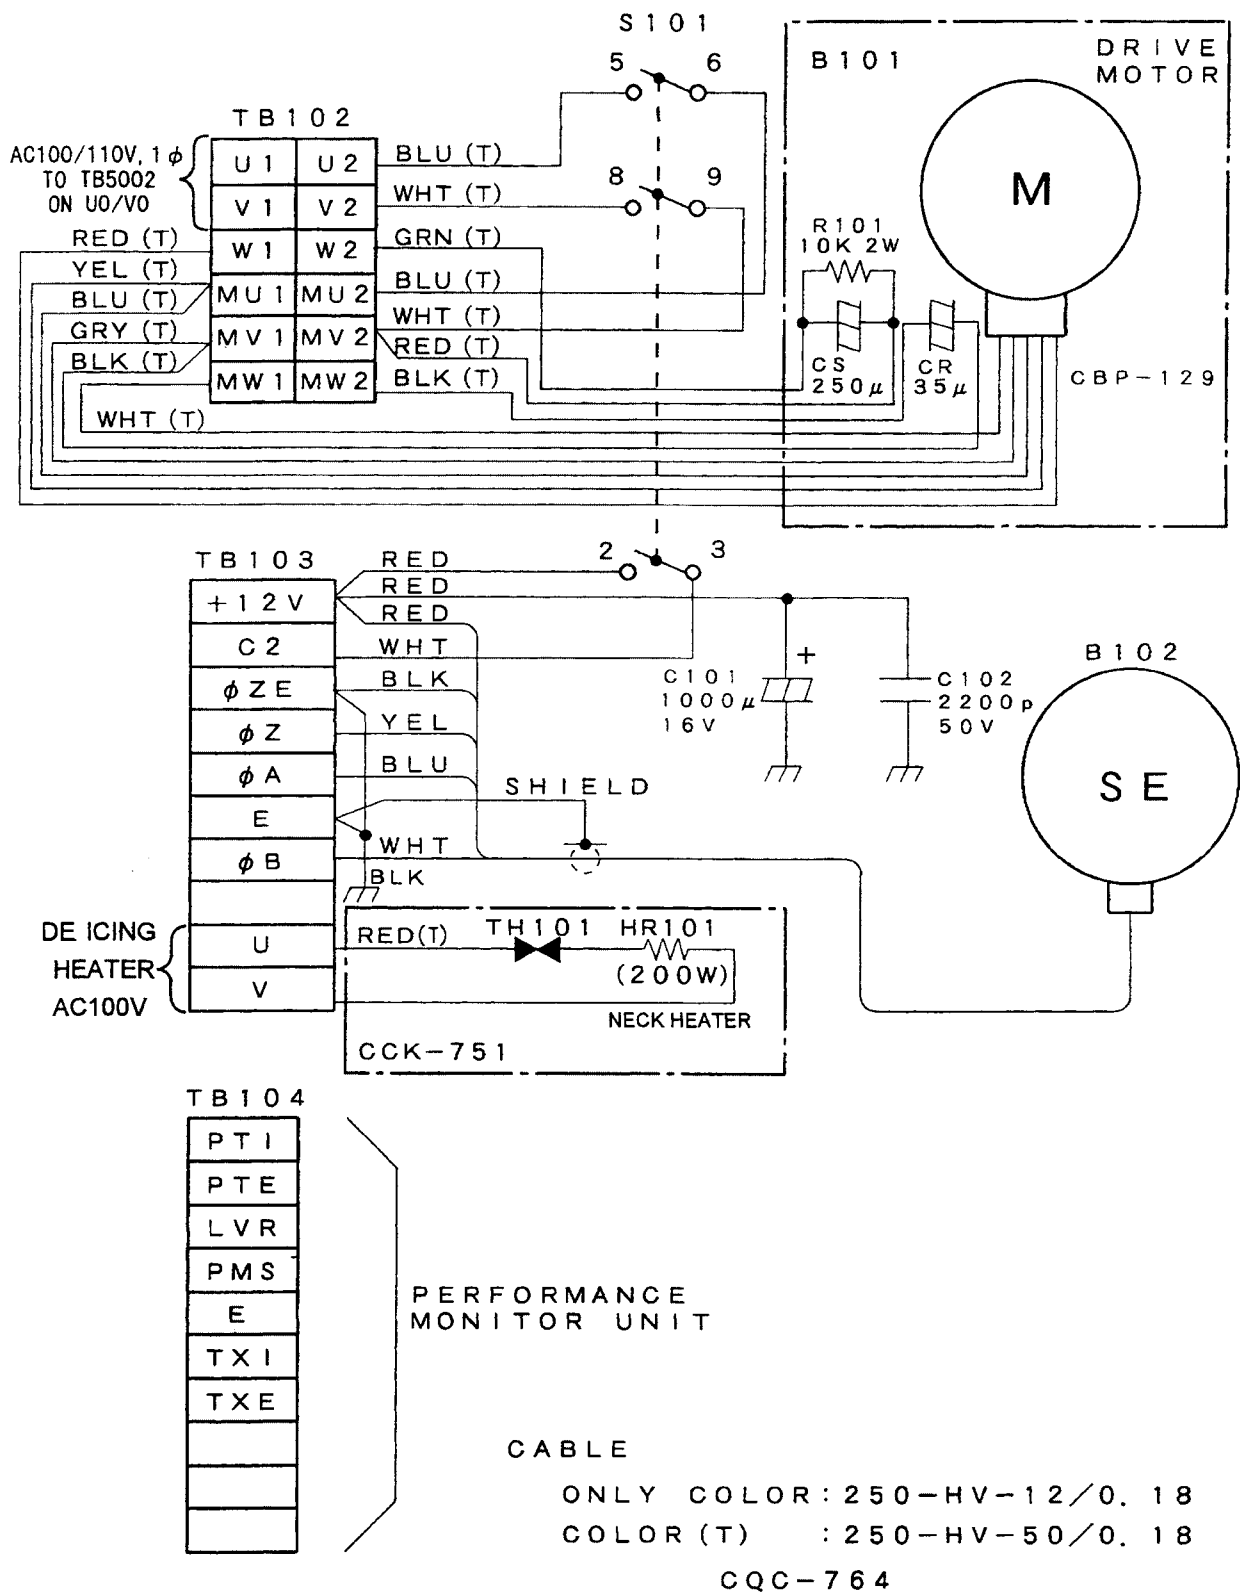 S101
5 6
8 9
B101
DRIVE
MOTOR
M
R101
10K 2W
CS
250μ
CR
35μ
CBP-129
TB102
AC100/110V, 1φ
TO TB5002
ON U0/V0
U1 U2
V1 V2
W1 W2
MU1 MU2
MV1 MV2
MW1 MW2
RED (T)
YEL (T)
BLU (T)
GRY (T)
BLK (T)
WHT (T)
BLU (T)
WHT (T)
GRN (T)
BLU (T)
WHT (T)
RED (T)
BLK (T)
TB103
+12V
C2
φZE
φZ
φA
E
φB
U
V
RED
RED
RED
WHT
BLK
YEL
BLU
WHT
BLK
2 3
SHIELD
C101
1000μ
16V
+
C102
2200p
50V
B102
SE
DE ICING
HEATER
AC100V
RED(T)
TH101
HR101
(200W)
NECK HEATER
CCK-751
TB104
PTI
PTE
LVR
PMS
E
TXI
TXE
PERFORMANCE
MONITOR UNIT
CABLE
ONLY COLOR:250-HV-12/0. 18
COLOR(T) :250-HV-50/0. 18
CQC-764